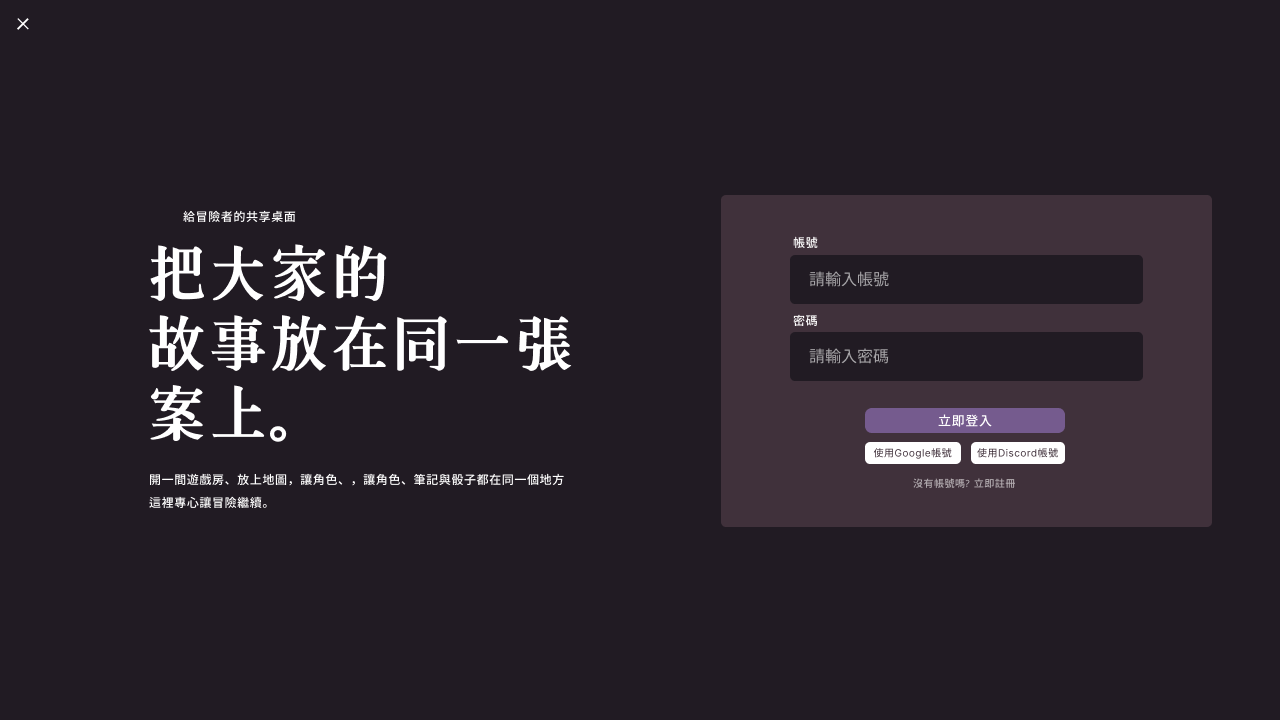 給冒險者的共享桌面
把大家的
故事放在同一張
案上。
開一間遊戲房、放上地圖，讓角色、，讓角色、筆記與骰子都在同一個地方
這裡專心讓冒險繼續。
帳號
請輸入帳號
密碼
請輸入密碼
立即登入
使用Google帳號
使用Discord帳號
沒有帳號嗎? 立即註冊